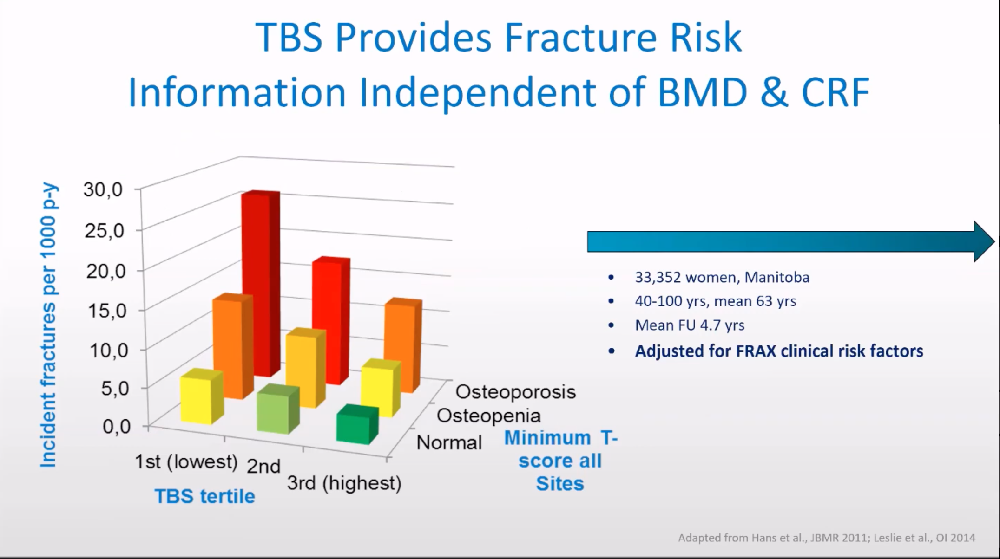 TBS Provides Fracture Risk
Information Independent of BMD & CRF
Incident fractures per 1000 p-y
30,0
25,0
20,0
15,0
10,0
5,0
0,0
1st (lowest)
2nd
3rd (highest)
TBS tertile
Osteoporosis
Osteopenia
Normal
Minimum T-
score all
Sites
• 33,352 women, Manitoba
• 40-100 yrs, mean 63 yrs
• Mean FU 4.7 yrs
• Adjusted for FRAX clinical risk factors
Adapted from Hans et al., JBMR 2011; Leslie et al., OI 2014